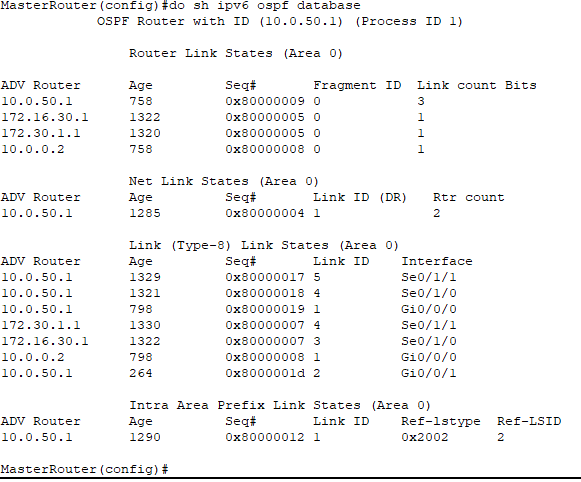 MasterRouter(config)#do sh ipv6 ospf database
OSPF Router with ID (10.0.50.1) (Process ID 1)
Router Link States (Area 0)
ADV Router Age Seq# Fragment ID Link count Bits
10.0.50.1 758 0x80000009 0 3
172.16.30.1 1322 0x80000005 0 1
172.30.1.1 1320 0x80000005 0 1
10.0.0.2 758 0x80000008 0 1
Net Link States (Area 0)
ADV Router Age Seq# Link ID (DR) Rtr count
10.0.50.1 1285 0x80000004 1 2
Link (Type-8) Link States (Area 0)
ADV Router Age Seq# Link ID Interface
10.0.50.1 1329 0x80000017 5 Se0/1/1
10.0.50.1 1321 0x80000018 4 Se0/1/0
10.0.50.1 798 0x80000019 1 Gi0/0/0
172.30.1.1 1330 0x80000007 4 Se0/1/1
172.16.30.1 1322 0x80000007 3 Se0/1/0
10.0.0.2 798 0x80000008 1 Gi0/0/0
10.0.50.1 264 0x8000001d 2 Gi0/0/1
Intra Area Prefix Link States (Area 0)
ADV Router Age Seq# Link ID Ref-lstype Ref-LSID
10.0.50.1 1290 0x80000012 1 0x2002 2
MasterRouter(config)#